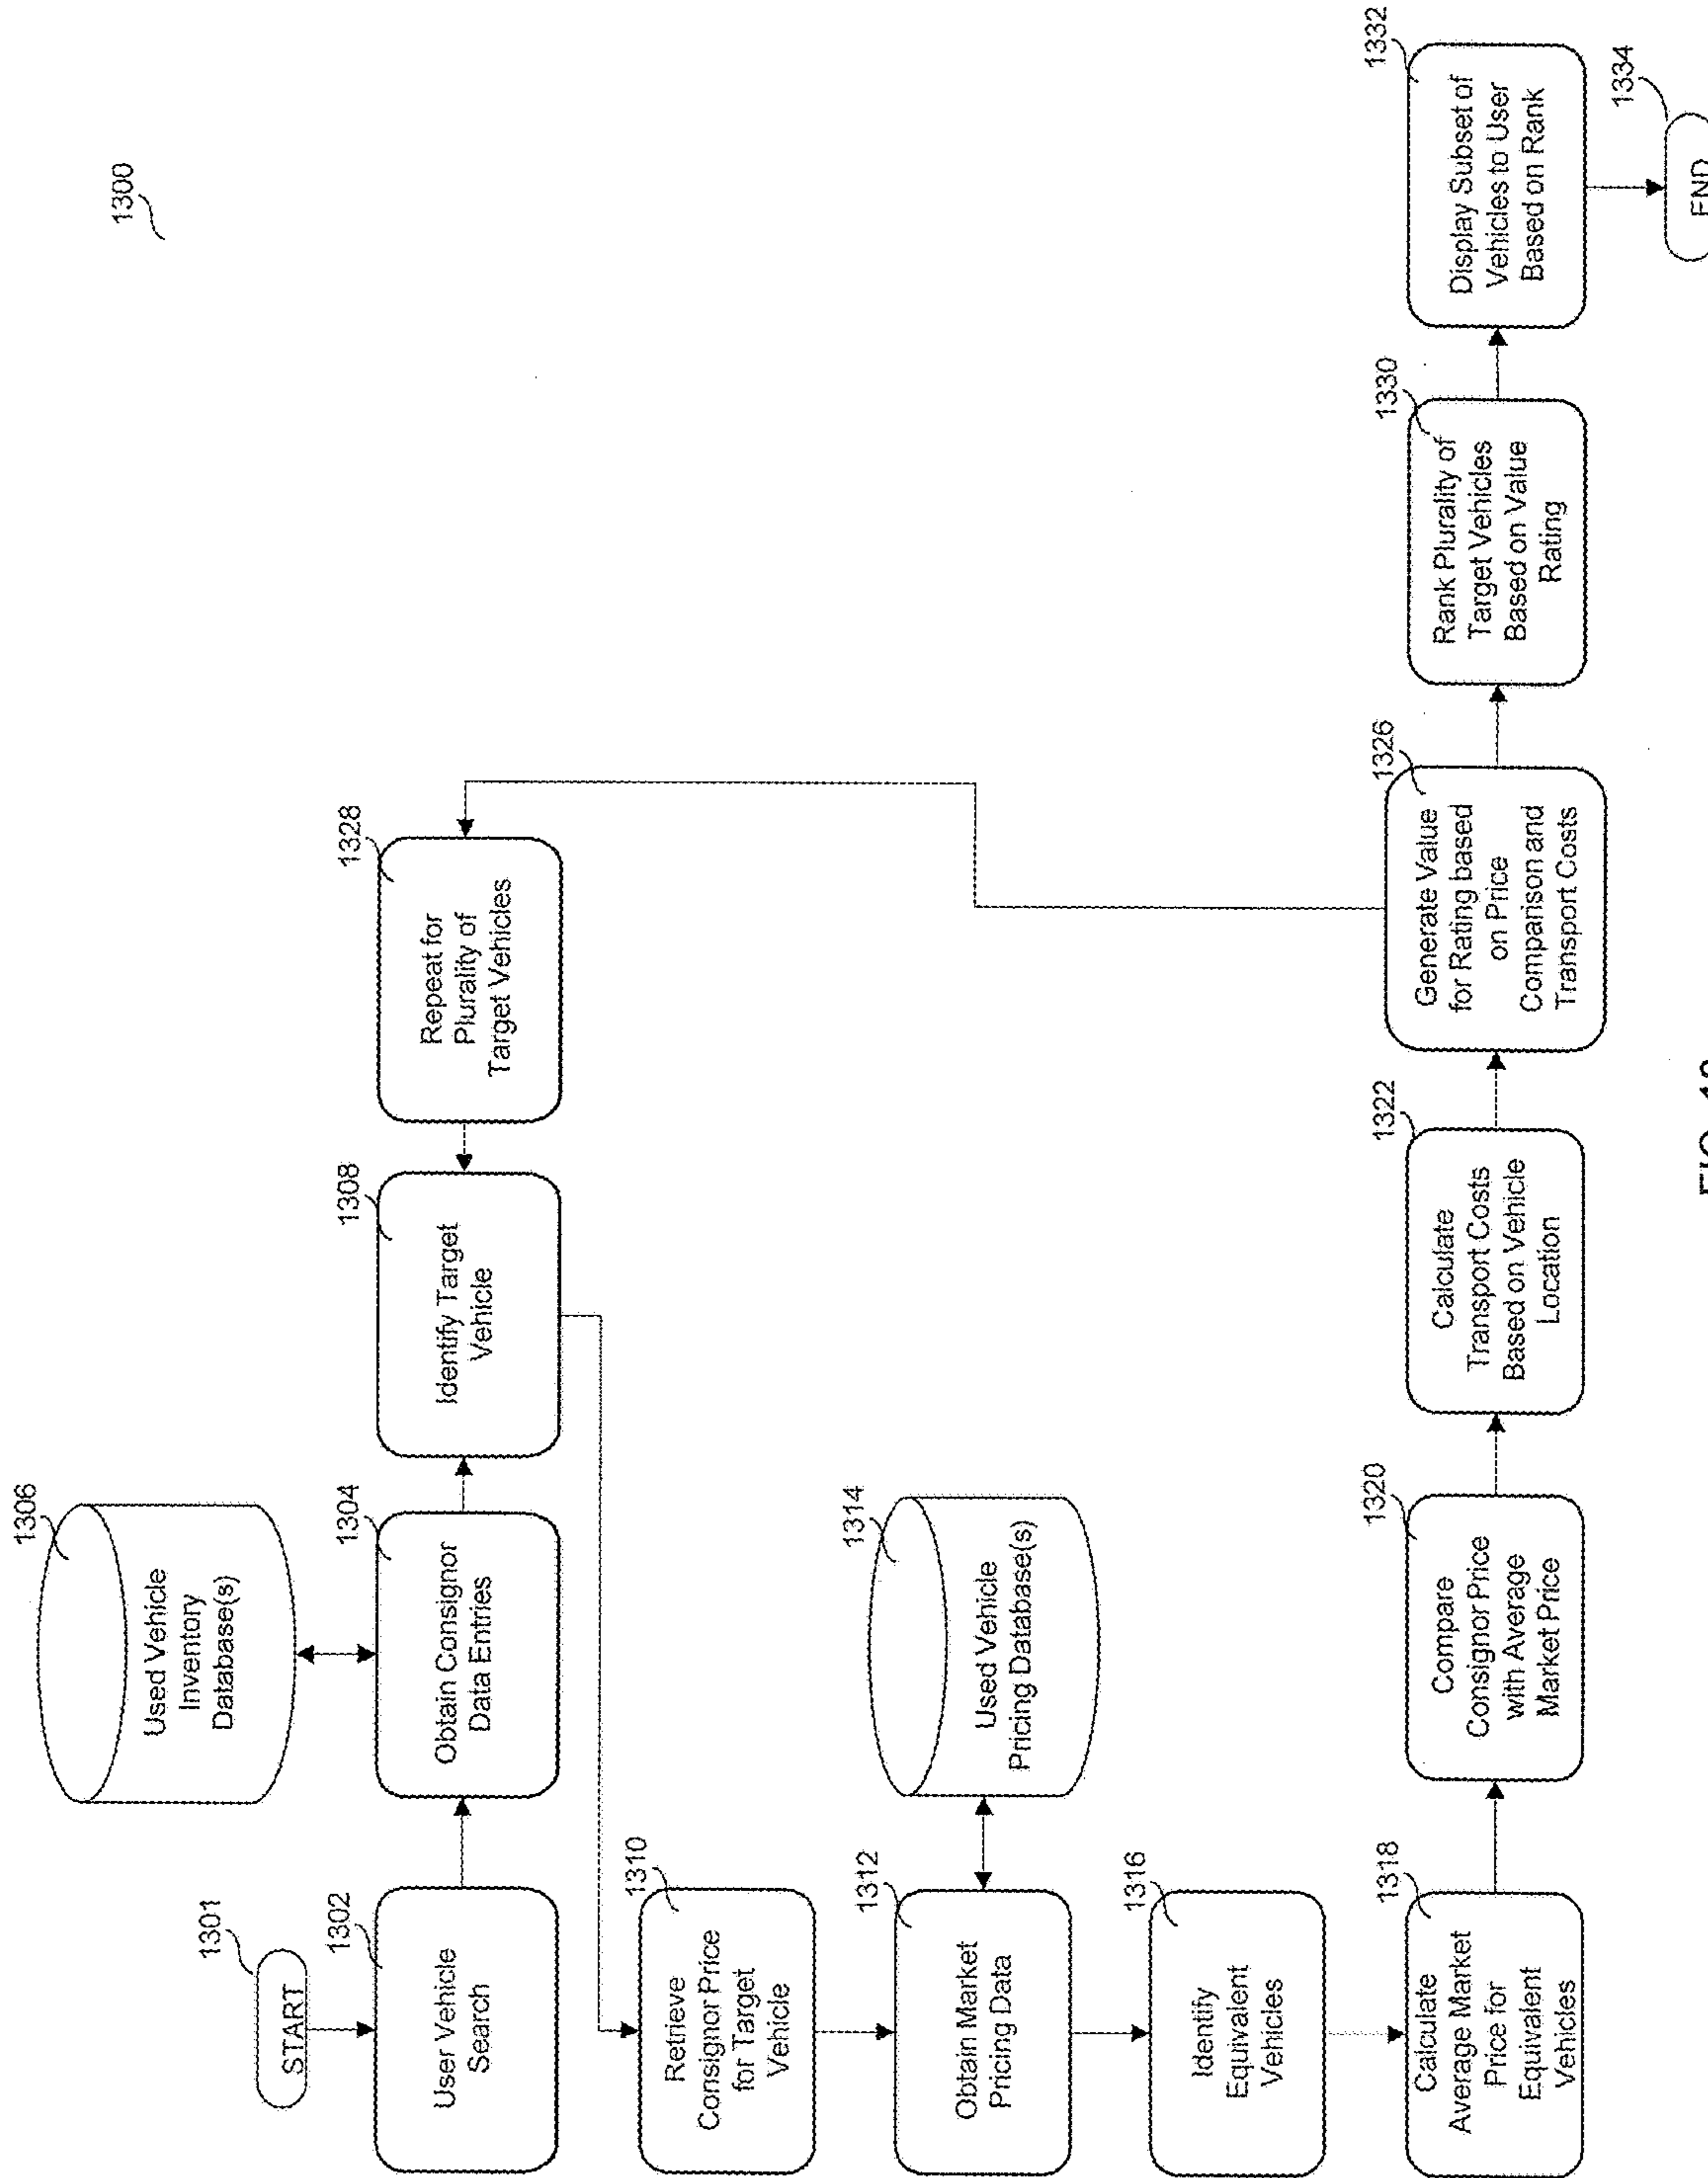 1300
1301
START
1302
User Vehicle
Search
1306
Used Vehicle
Inventory
Database(s)
1304
Obtain Consignor
Data Entries
1308
Identify Target
Vehicle
1328
Repeat for
Plurality of
Target Vehicles
1310
Retrieve
Consignor Price
for Target
Vehicle
1312
Obtain Market
Pricing Data
1314
Used Vehicle
Pricing Database(s)
1316
Identify
Equivalent
Vehicles
1318
Calculate
Average Market
Price for
Equivalent
Vehicles
1320
Compare
Consignor Price
with Average
Market Price
1322
Calculate
Transport Costs
Based on Vehicle
Location
1326
Generate Value
for Rating based
on Price
Comparison and
Transport Costs
1330
Rank Plurality of
Target Vehicles
Based on Value
Rating
1332
Display Subset of
Vehicles to User
Based on Rank
1334
END
FIG.